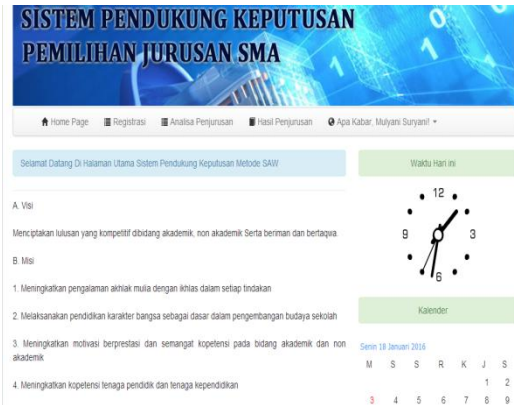 SISTEM PENDUKUNG KEPUTUSAN
PEMILIHAN JURUSAN SMA
Home Page Registrasi Analisa Penjurusan Hasil Penjurusan Apa Kabar, Mulyani Suryani!
Selamat Datang Di Halaman Utama Sistem Pendukung Keputusan Metode SAW
A. Visi
Menciptakan lulusan yang kompetitif dibidang akademik, non akademik Serta beriman dan bertaqwa
B. Misi
1. Meningkatkan pengalaman akhlak mulia dengan ikhlas dalam setiap tindakan
2. Melaksanakan pendidikan karakter bangsa sebagai dasar dalam pengembangan budaya sekolah
3. Meningkatkan motivasi berprestasi dan semangat kopetensi pada bidang akademik dan non
akademik
4. Meningkatkan kopetensi tenaga pendidik dan tenaga kependidikan
Waktu Hari ini
12
9 3
6
Kalender
Senin 18 Januari 2016
M S S R K J S
1 2
3 4 5 6 7 8 9